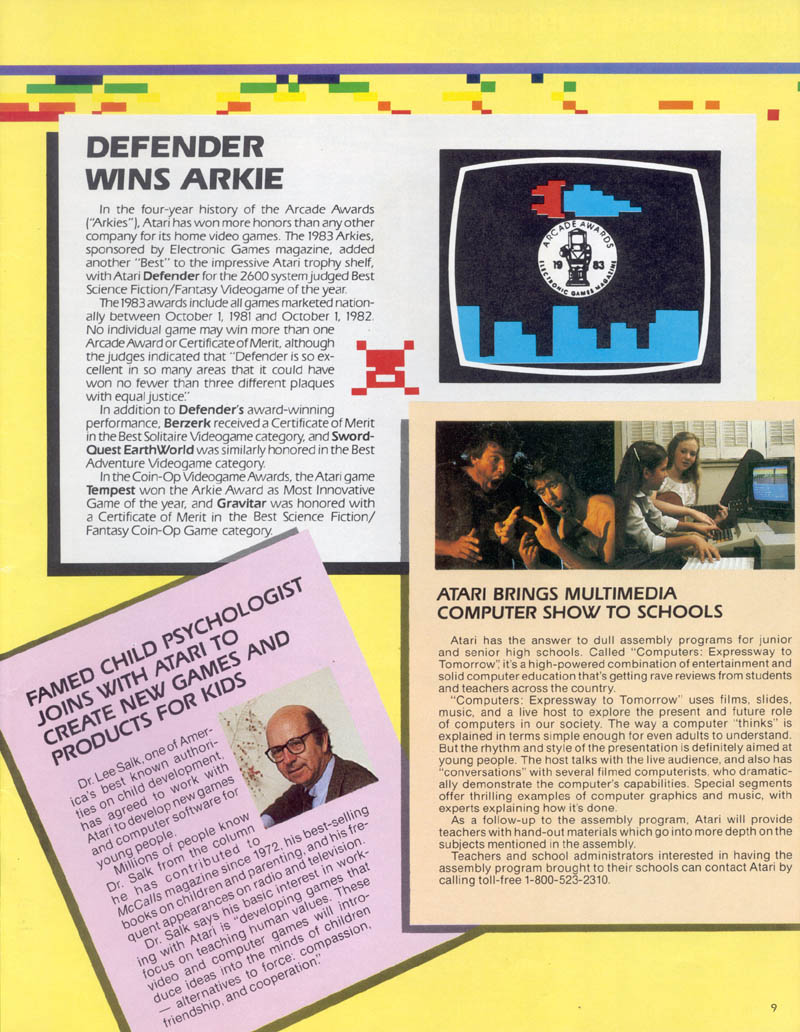 DEFENDER
WINS ARKIE
In the four-year history of the Arcade Awards
("Arkies"), Atari has won more honors than any other
company for its home video games. The 1983 Arkies,
sponsored by Electronic Games magazine, added
another "Best" to the impressive Atari trophy shelf,
with Atari Defender for the 2600 system judged Best
Science Fiction/Fantasy Videogame of the year.
The 1983 awards include all games marketed nation-
ally between October 1, 1981 and October 1, 1982.
No individual game may win more than one
Arcade Award or Certificate of Merit, although
the judges indicated that "Defender is so ex-
cellent in so many areas that it could have
won no fewer than three different plaques
with equal justice."
In addition to Defender's award-winning
performance, Berzerk received a Certificate of Merit
in the Best Solitaire Videogame category, and Sword-
Quest EarthWorld was similarly honored in the Best
Adventure Videogame category.
In the Coin-Op Videogame Awards, the Atari game
Tempest won the Arkie Award as Most Innovative
Game of the year, and Gravitar was honored with
a Certificate of Merit in the Best Science Fiction/
Fantasy Coin-Op Game category.
ARCADE AWARDS
19 83
ELECTRONIC GAMES MAGAZINE
FAMED CHILD PSYCHOLOGIST
JOINS WITH ATARI TO
CREATE NEW GAMES AND
PRODUCTS FOR KIDS
Dr. Lee Salk, one of Amer-
ica's best known authori-
ties on child development,
has agreed to work with
Atari to develop new games
and computer software for
young people.
Millions of people know
Dr. Salk from the column
he has contributed to
McCalls magazine since 1972, his best-selling
books on children and parenting, and his fre-
quent appearances on radio and television.
Dr. Salk says his basic interest in work-
ing with Atari is "developing games that
focus on teaching human values. These
video and computer games will intro-
duce ideas into the minds of children
— alternatives to force: compassion,
friendship, and cooperation."
ATARI BRINGS MULTIMEDIA
COMPUTER SHOW TO SCHOOLS
Atari has the answer to dull assembly programs for junior
and senior high schools. Called "Computers: Expressway to
Tomorrow", it's a high-powered combination of entertainment and
solid computer education that's getting rave reviews from students
and teachers across the country.
"Computers: Expressway to Tomorrow" uses films, slides,
music, and a live host to explore the present and future role
of computers in our society. The way a computer "thinks" is
explained in terms simple enough for even adults to understand.
But the rhythm and style of the presentation is definitely aimed at
young people. The host talks with the live audience, and also has
"conversations" with several filmed computerists, who dramatic-
ally demonstrate the computer's capabilities. Special segments
offer thrilling examples of computer graphics and music, with
experts explaining how it's done.
As a follow-up to the assembly program, Atari will provide
teachers with hand-out materials which go into more depth on the
subjects mentioned in the assembly.
Teachers and school administrators interested in having the
assembly program brought to their schools can contact Atari by
calling toll-free 1-800-523-2310.
9